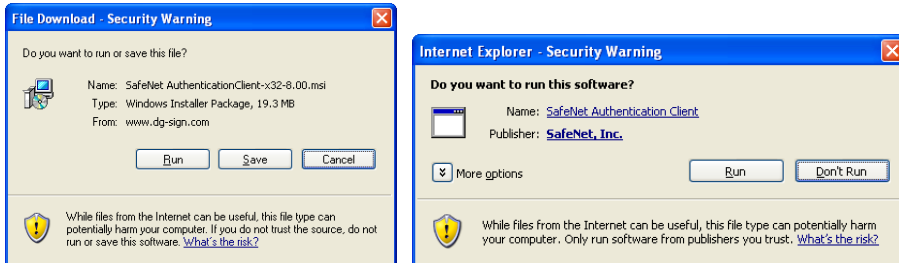 File Download - Security Warning
Do you want to run or save this file?
Name: SafeNet AuthenticationClient-x32-8.00.msi
Type: Windows Installer Package, 19.3 MB
From: www.dg-sign.com
Run Save Cancel
While files from the Internet can be useful, this file type can
potentially harm your computer. If you do not trust the source, do not
run or save this software. What's the risk?
Internet Explorer - Security Warning
Do you want to run this software?
Name: SafeNet Authentication Client
Publisher: SafeNet, Inc.
More options Run Don't Run
While files from the Internet can be useful, this file type can potentially harm
your computer. Only run software from publishers you trust. What's the risk?